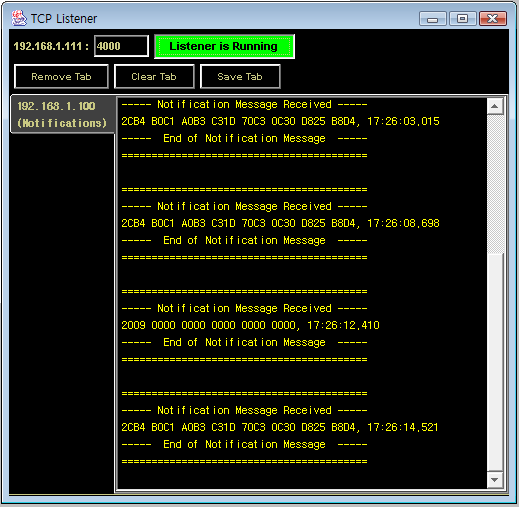 TCP Listener
192.168.1.111 : 4000 Listener is Running
Remove Tab Clear Tab Save Tab
192.168.1.100
(Notifications)
----- Notification Message Received -----
2CB4 B0C1 A0B3 C31D 70C3 0C30 D825 B8D4, 17:26:03,015
----- End of Notification Message -----
=========================================
=========================================
----- Notification Message Received -----
2CB4 B0C1 A0B3 C31D 70C3 0C30 D825 B8D4, 17:26:08,698
----- End of Notification Message -----
=========================================
=========================================
----- Notification Message Received -----
2009 0000 0000 0000 0000 0000, 17:26:12,410
----- End of Notification Message -----
=========================================
=========================================
----- Notification Message Received -----
2CB4 B0C1 A0B3 C31D 70C3 0C30 D825 B8D4, 17:26:14,521
----- End of Notification Message -----
=========================================